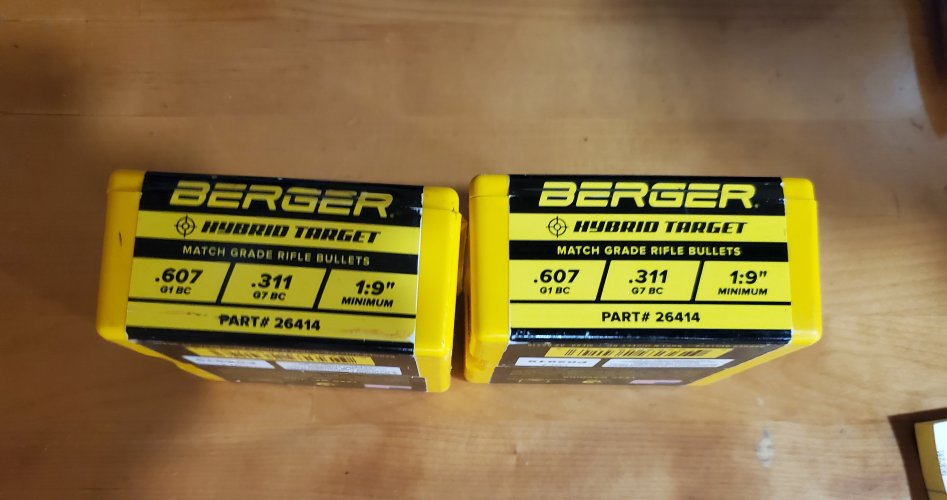 BERGER
HYBRID TARGET
MATCH GRADE RIFLE BULLETS
.607 .311 1:9"
G1 BC G7 BC MINIMUM
PART# 26414
BERGER
HYBRID TARGET
MATCH GRADE RIFLE BULLETS
.607 .311 1:9"
G1 BC G7 BC MINIMUM
PART# 26414